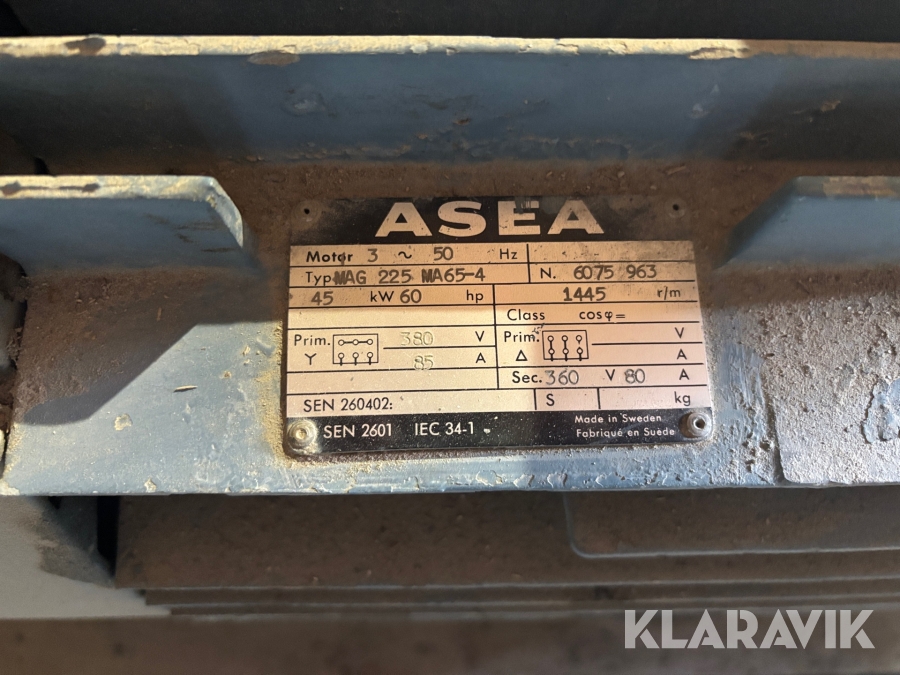 ASEA
Motor 3 ~ 50 Hz
Typ MAG 225 MA65-4 N. 6075 963
45 kW 60 hp 1445 r/m
Class cosφ=
Prim. 380 V Prim. V
Y 85 A Δ A
Sec. 360 V 80 A
SEN 260402: S kg
SEN 2601 IEC 34-1
Made in Sweden
Fabriqué en Suède
KLARAVIK